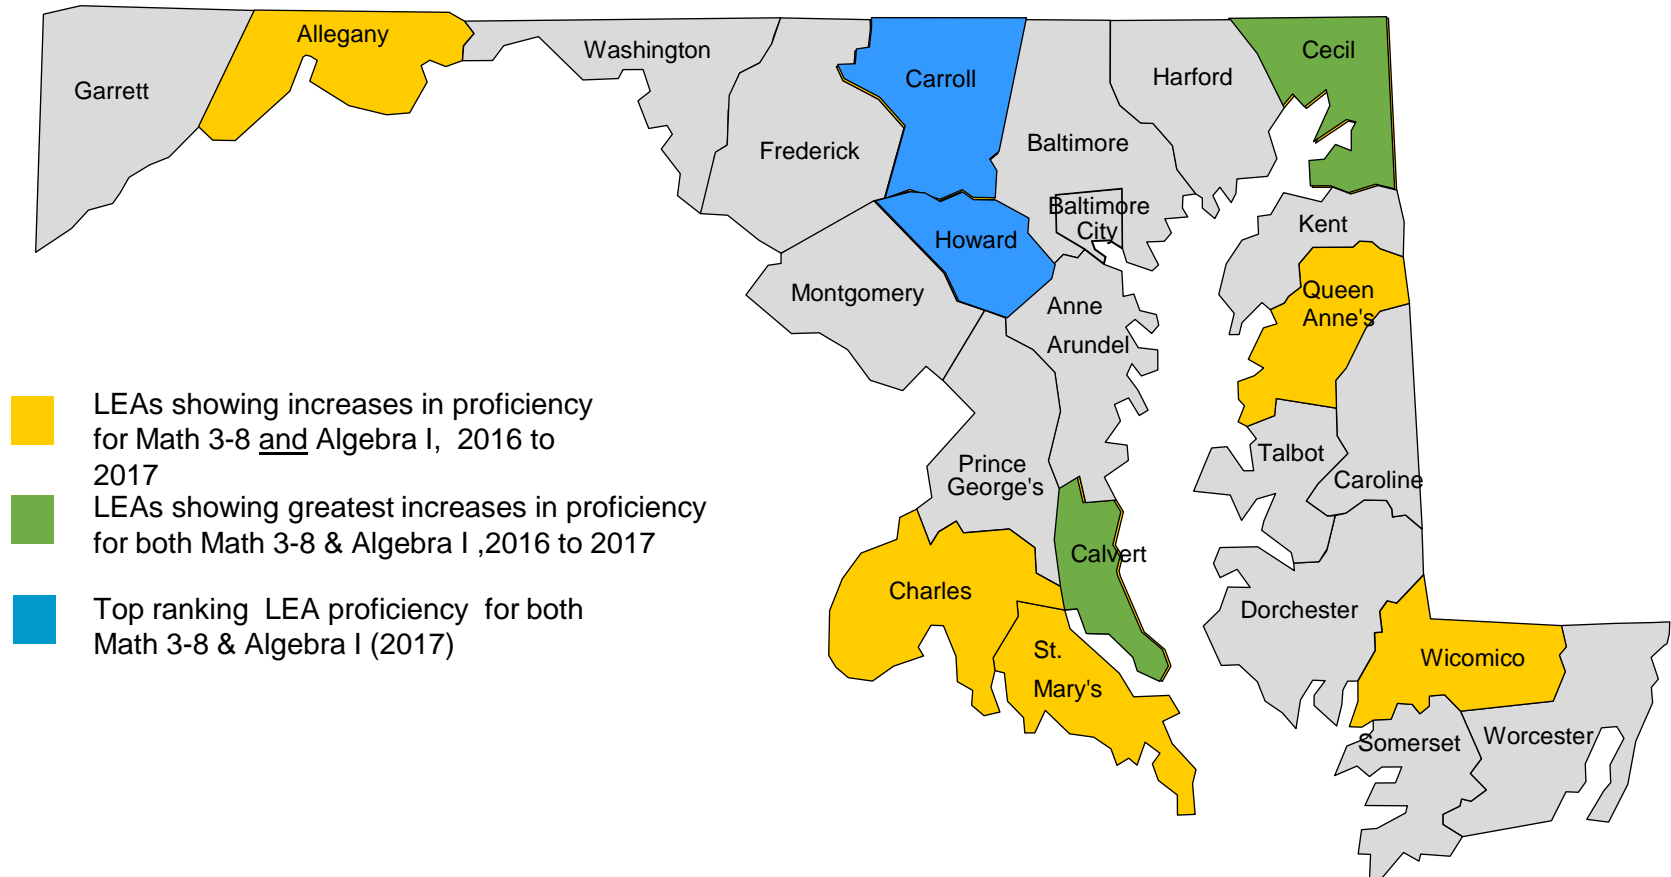 Allegany
Washington
Garrett
Carroll
Cecil
Harford
Frederick
Baltimore
Baltimore
City
Kent
Howard
Montgomery
Queen
Anne's
Anne
Arundel
LEAs showing increases in proficiency
for Math 3-8 and Algebra I, 2016 to
2017
LEAs showing greatest increases in proficiency
for both Math 3-8 & Algebra I ,2016 to 2017
Top ranking LEA proficiency for both
Math 3-8 & Algebra I (2017)
Prince
George's
Talbot
Caroline
Calvert
Charles
Dorchester
St.
Mary's
Wicomico
Somerset
Worcester